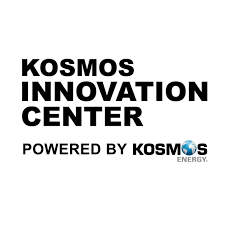 KOSMOS
INNOVATION
CENTER
POWERED BY KOSMOS
ENERGY.